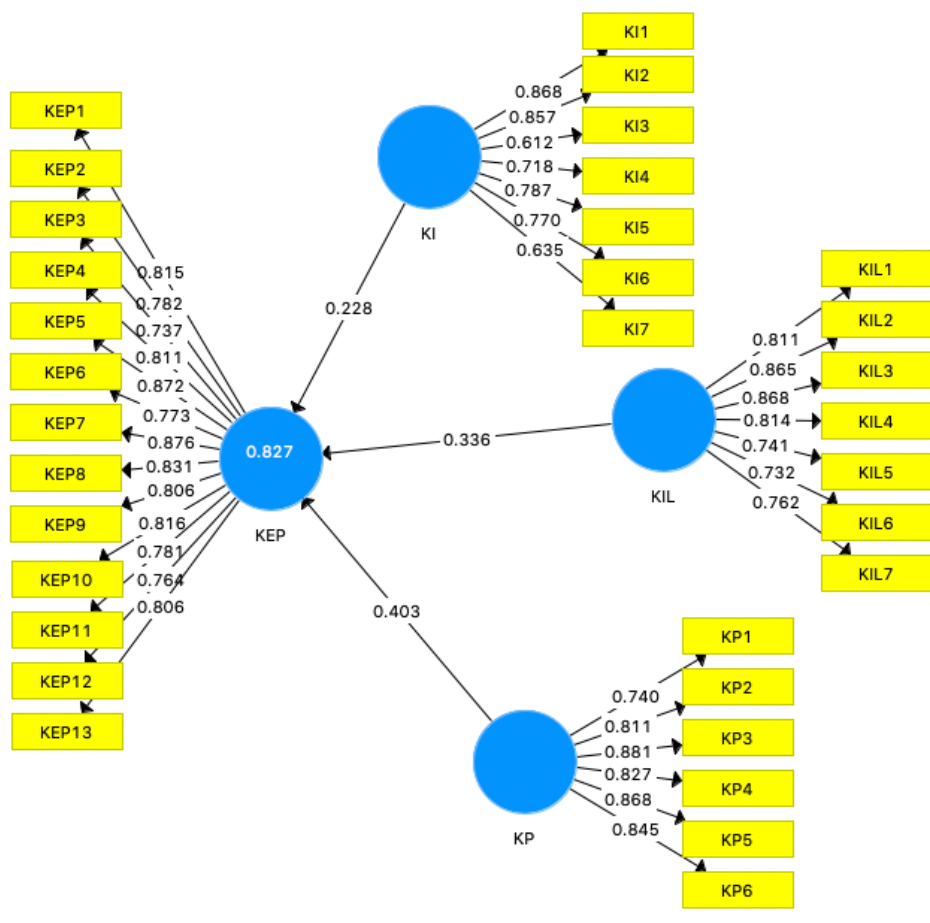 KEP1
KEP2
KEP3
KEP4
KEP5
KEP6
KEP7
KEP8
KEP9
KEP10
KEP11
KEP12
KEP13
0.815
0.782
0.737
0.811
0.872
0.773
0.876
0.831
0.806
0.816
0.781
0.764
0.806
0.827
KEP
0.228
0.336
0.403
KI
0.868
0.857
0.612
0.718
0.787
0.770
0.635
KI1
KI2
KI3
KI4
KI5
KI6
KI7
KIL
0.811
0.865
0.868
0.814
0.741
0.732
0.762
KIL1
KIL2
KIL3
KIL4
KIL5
KIL6
KIL7
KP
0.740
0.811
0.881
0.827
0.868
0.845
KP1
KP2
KP3
KP4
KP5
KP6